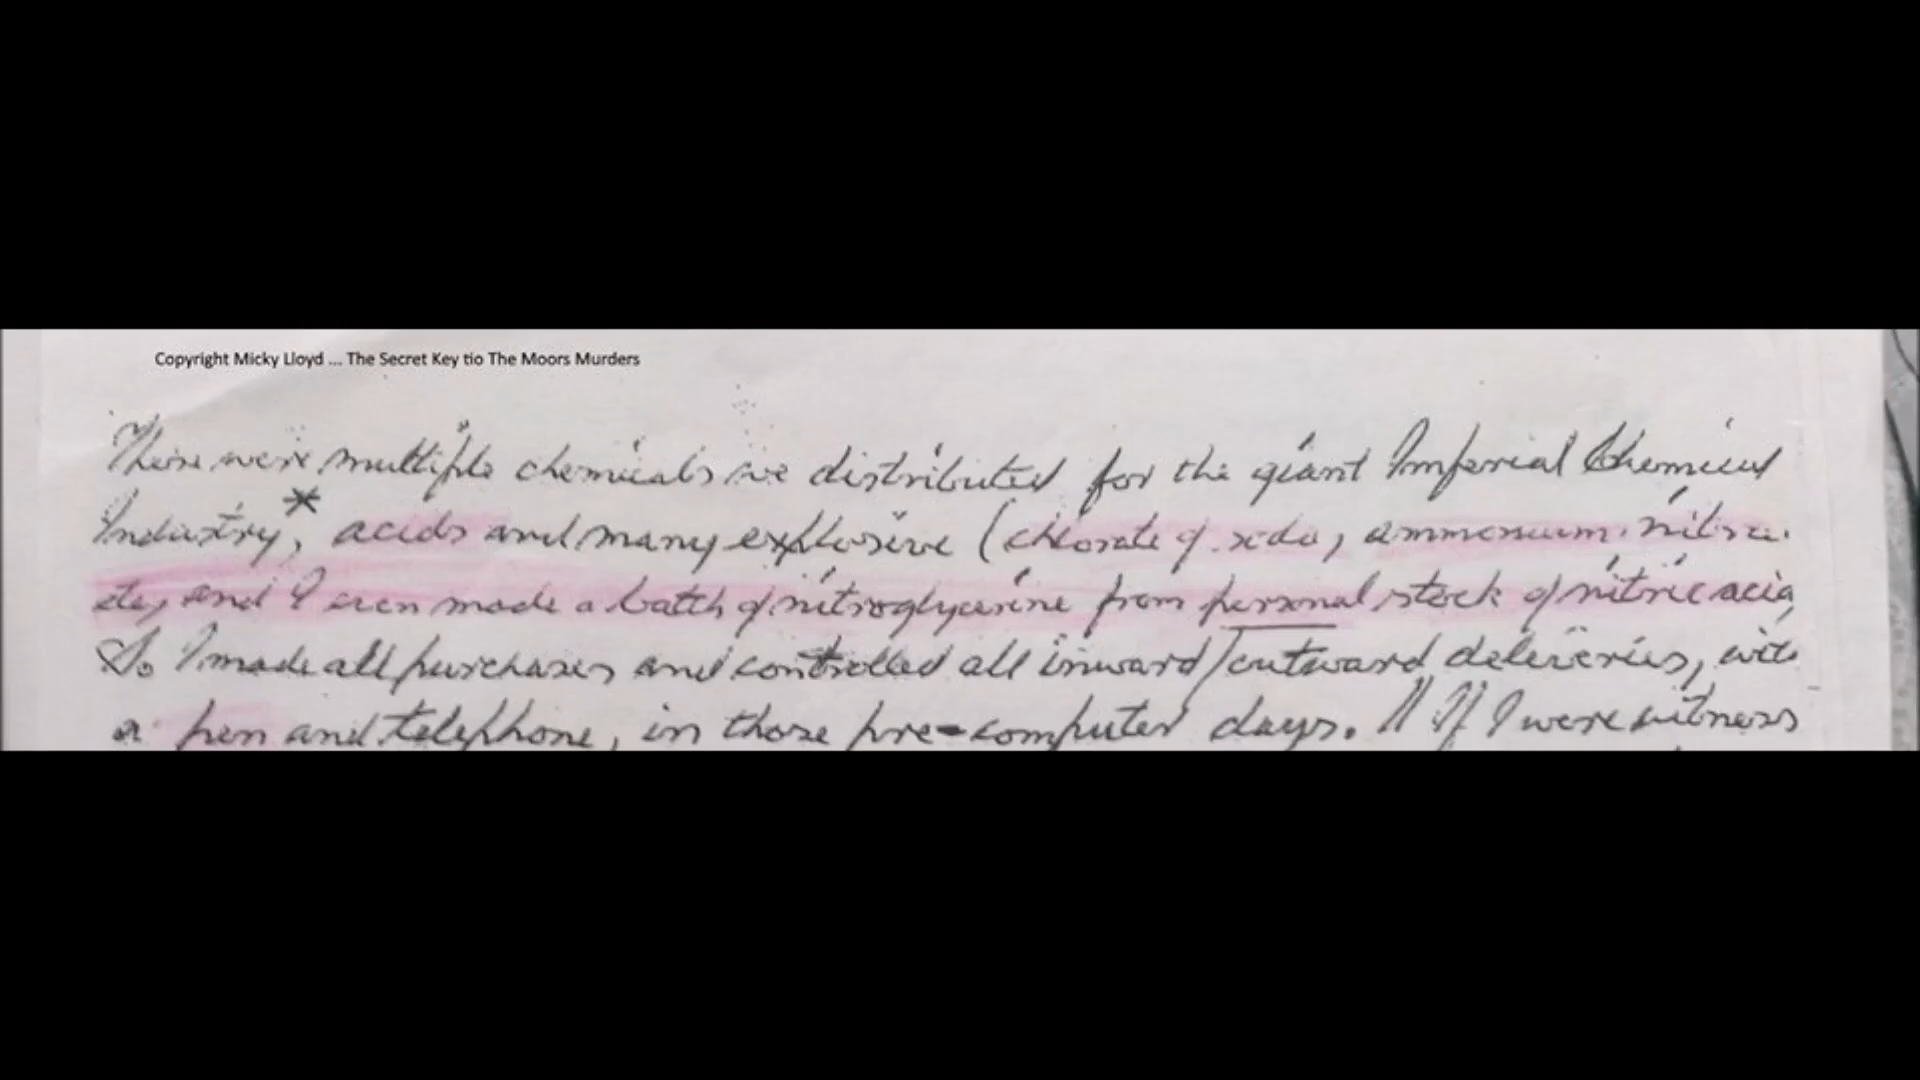 Copyright Micky Lloyd ... The Secret Key tio The Moors Murders
There were multiple chemicals we distributed for the giant Imperial Chemical
Industry*, acids and many explosive (chlorate of soda, ammonium nitra-
te, and I even made a batch of nitroglycerine from personal stock of nitric acid
So I made all purchases and controlled all inward/outward deliveries, with
a pen and telephone, in those pre-computer days. // If I were witness